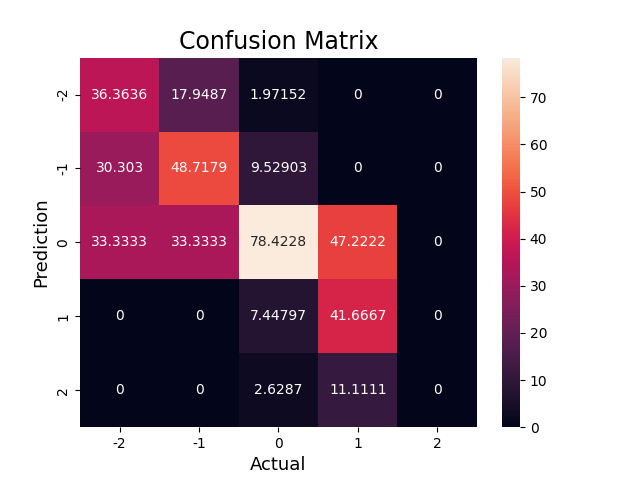 Confusion Matrix
-2 36.3636 17.9487 1.97152 0 0
-1 30.303 48.7179 9.52903 0 0
0 33.3333 33.3333 78.4228 47.2222 0
1 0 0 7.44797 41.6667 0
2 0 0 2.6287 11.1111 0
-2 -1 0 1 2
Actual
Prediction
70
60
50
40
30
20
10
0